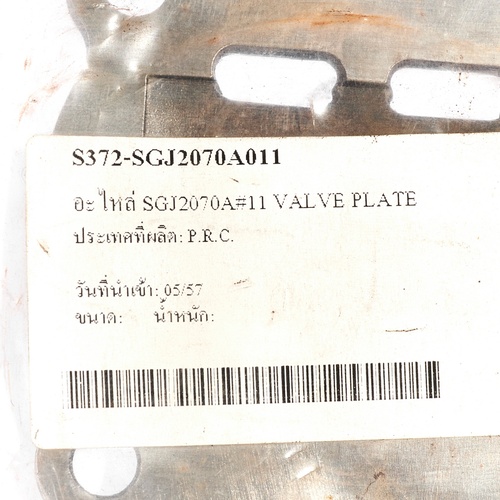 S372-SGJ2070A011
อะไหล่ SGJ2070A#11 VALVE PLATE
ประเทศที่ผลิต: P.R.C.
วันที่นำเข้า: 05/57
ขนาด: น้ำหนัก: